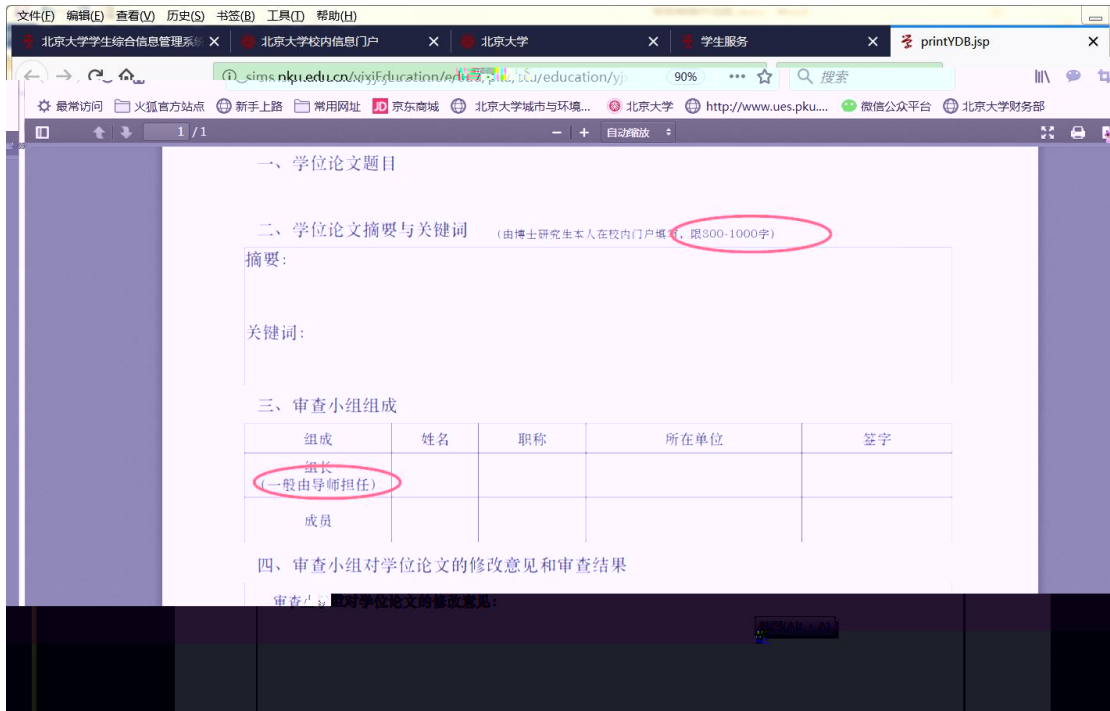 文件(F) 编辑(E) 查看(V) 历史(S) 书签(B) 工具(T) 帮助(H)
北京大学学生综合信息管理系统 北京大学校内信息门户 北京大学 学生服务 printYDB.jsp
90% 搜索
最常访问 火狐官方站点 新手上路 常用网址 JD 京东商城 北京大学城市与环境... 北京大学 http://www.ues.pku.... 微信公众平台 北京大学财务部
1 / 1 自动缩放
一、学位论文题目
二、学位论文摘要与关键词 (由博士研究生本人在校内门户填写, 限800-1000字)
摘要:
关键词:
三、审查小组组成
组成 姓名 职称 所在单位 签字
组长
(一般由导师担任)
成员
四、审查小组对学位论文的修改意见和审查结果
审查小组对学位论文的修改意见: